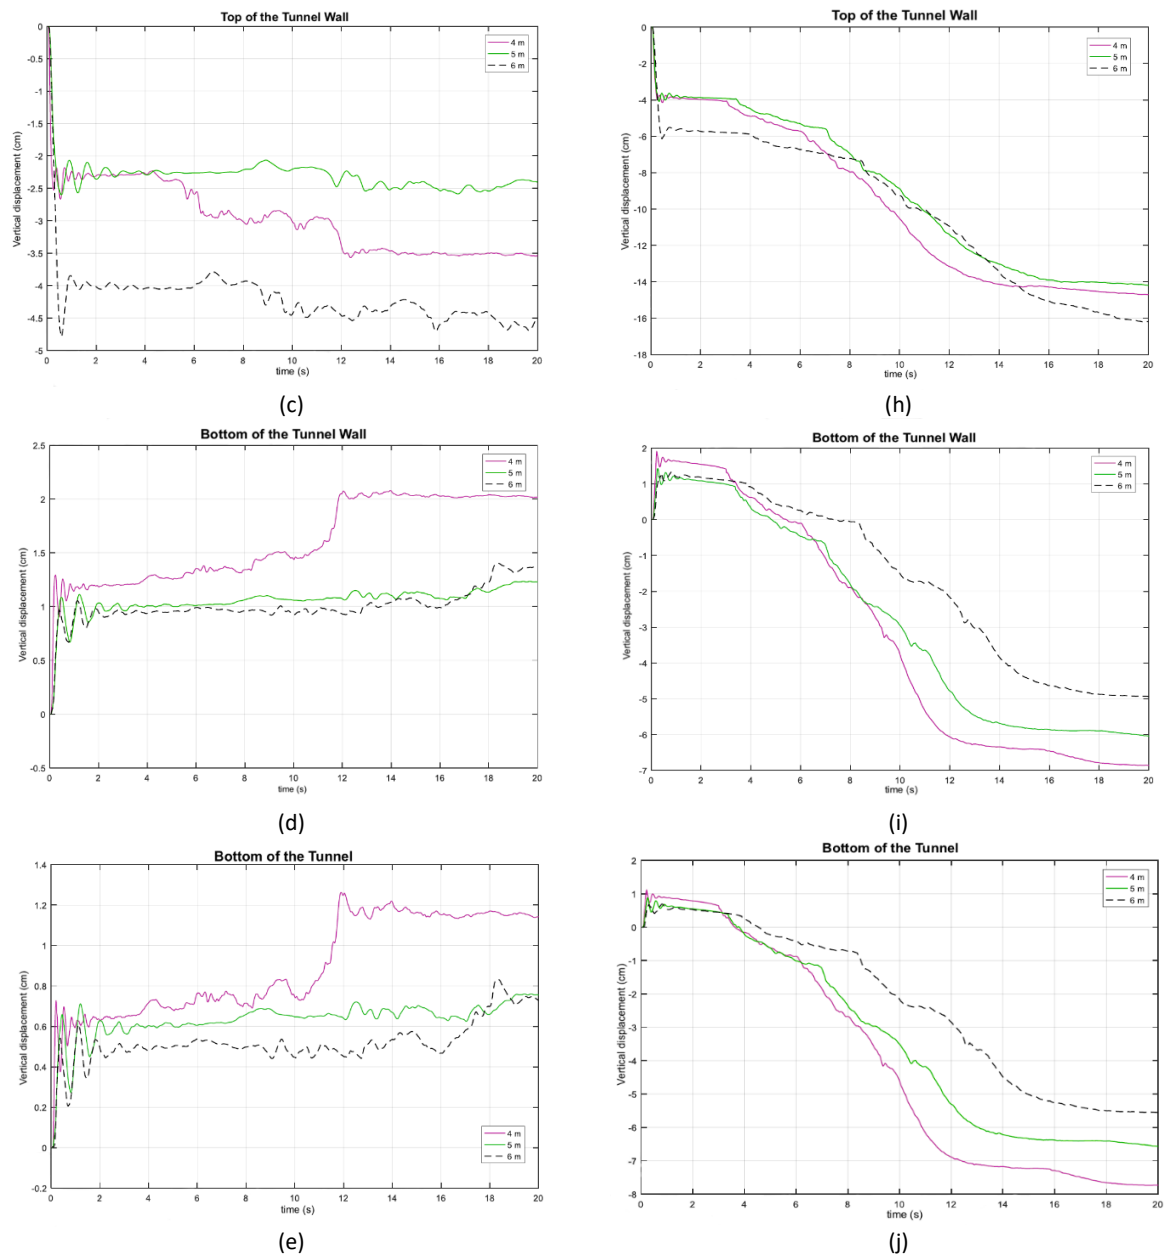 Top of the Tunnel Wall
0
-0.5
-1
-1.5
-2
-2.5
-3
-3.5
-4
-4.5
-5
Vertical displacement (cm)
4 m
5 m
6 m
0 2 4 6 8 10 12 14 16 18 20
time (s)
(c)
Top of the Tunnel Wall
0
-2
-4
-6
-8
-10
-12
-14
-16
-18
Vertical displacement (cm)
4 m
5 m
6 m
0 2 4 6 8 10 12 14 16 18 20
time (s)
(h)
Bottom of the Tunnel Wall
2.5
2
1.5
1
0.5
0
-0.5
Vertical displacement (cm)
4 m
5 m
6 m
0 2 4 6 8 10 12 14 16 18 20
time (s)
(d)
Bottom of the Tunnel Wall
2
1
0
-1
-2
-3
-4
-5
-6
-7
Vertical displacement (cm)
4 m
5 m
6 m
0 2 4 6 8 10 12 14 16 18 20
time (s)
(i)
Bottom of the Tunnel
1.4
1.2
1
0.8
0.6
0.4
0.2
0
-0.2
Vertical displacement (cm)
4 m
5 m
6 m
0 2 4 6 8 10 12 14 16 18 20
time (s)
(e)
Bottom of the Tunnel
2
1
0
-1
-2
-3
-4
-5
-6
-7
-8
Vertical displacement (cm)
4 m
5 m
6 m
0 2 4 6 8 10 12 14 16 18 20
time (s)
(j)